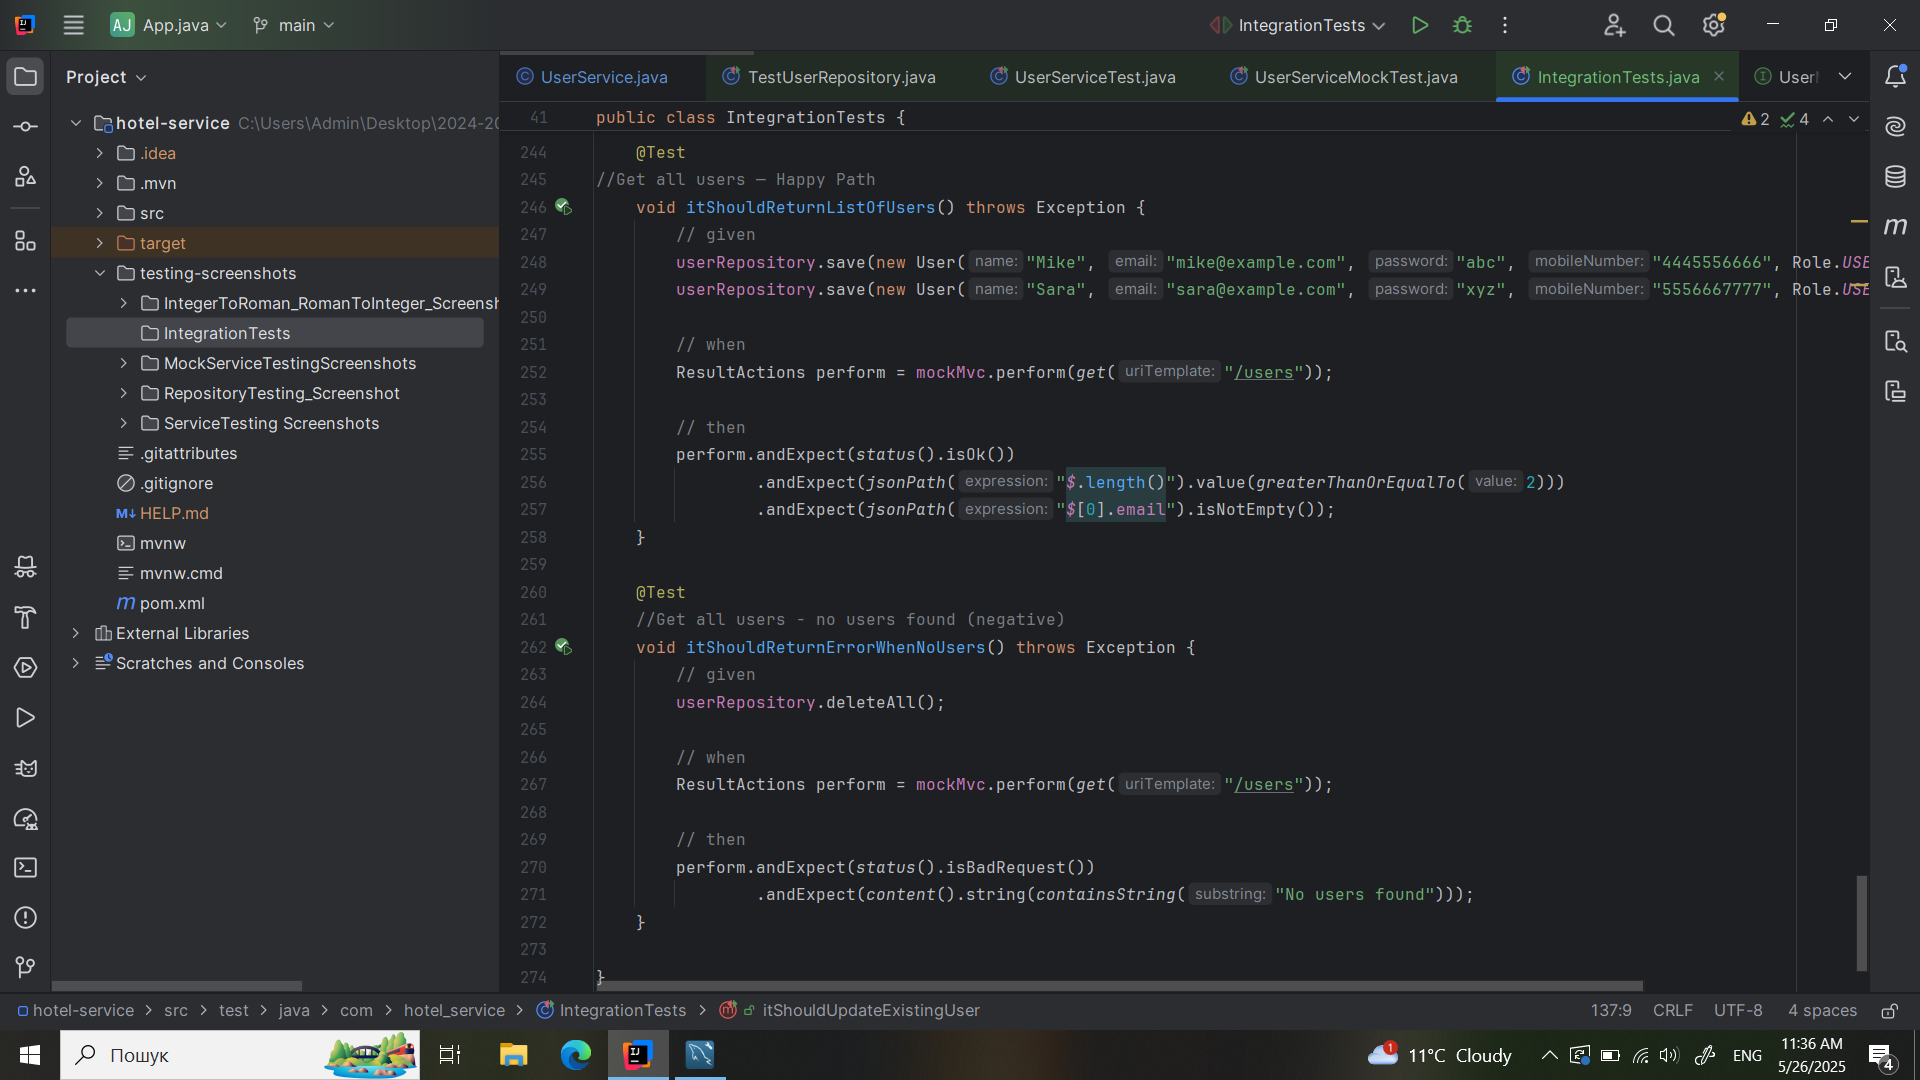 AJ App.java main IntegrationTests
Project
UserService.java TestUserRepository.java UserServiceTest.java UserServiceMockTest.java IntegrationTests.java
hotel-service C:\Users\Admin\Desktop\2024-20
.idea
.mvn
src
target
testing-screenshots
IntegerToRoman_RomanToInteger_Screensh
IntegrationTests
MockServiceTestingScreenshots
RepositoryTesting_Screenshot
ServiceTesting Screenshots
.gitattributes
.gitignore
HELP.md
mvnw
mvnw.cmd
pom.xml
External Libraries
Scratches and Consoles
41 public class IntegrationTests { 2 4
244 @Test
245 //Get all users — Happy Path
246 void itShouldReturnListOfUsers() throws Exception {
247 // given
248 userRepository.save(new User( name: "Mike", email: "mike@example.com", password: "abc", mobileNumber: "4445556666", Role.USE
249 userRepository.save(new User( name: "Sara", email: "sara@example.com", password: "xyz", mobileNumber: "5556667777", Role.USE
250
251 // when
252 ResultActions perform = mockMvc.perform(get( uriTemplate: "/users"));
253
254 // then
255 perform.andExpect(status().isOk())
256 .andExpect(jsonPath( expression: "$.length()").value(greaterThanOrEqualTo( value: 2)))
257 .andExpect(jsonPath( expression: "$[0].email").isNotEmpty());
258 }
259
260 @Test
261 //Get all users - no users found (negative)
262 void itShouldReturnErrorWhenNoUsers() throws Exception {
263 // given
264 userRepository.deleteAll();
265
266 // when
267 ResultActions perform = mockMvc.perform(get( uriTemplate: "/users"));
268
269 // then
270 perform.andExpect(status().isBadRequest())
271 .andExpect(content().string(containsString( substring: "No users found")));
272 }
273
274 }
hotel-service > src > test > java > com > hotel_service > IntegrationTests > itShouldUpdateExistingUser 137:9 CRLF UTF-8 4 spaces
Пошук 1 11°C Cloudy ENG 11:36 AM
5/26/2025 4